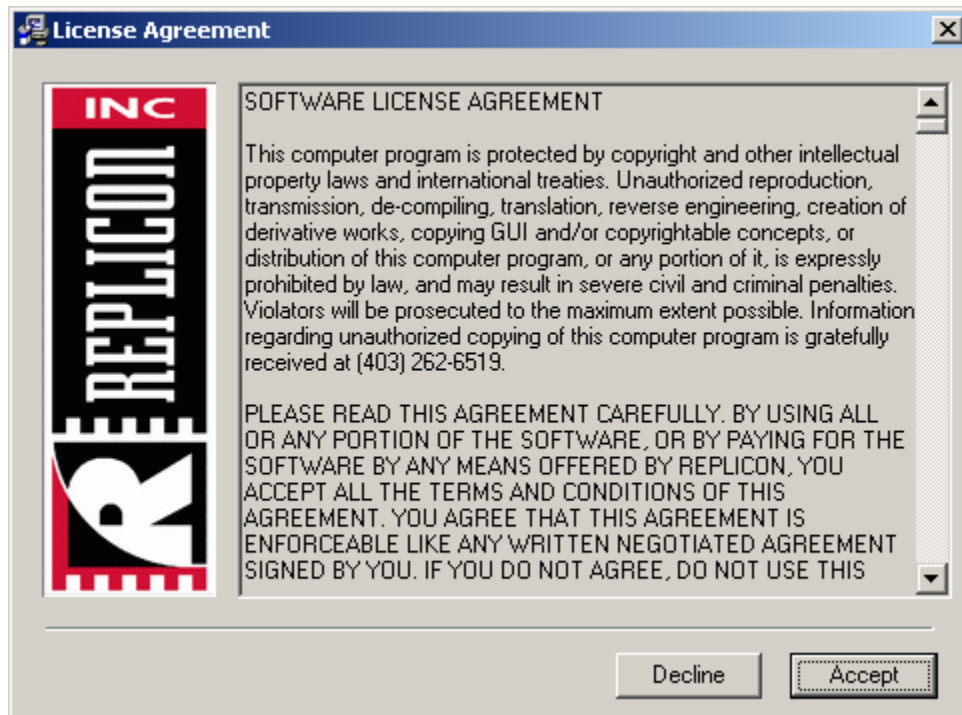 License Agreement
INC
REPLICON
R
SOFTWARE LICENSE AGREEMENT
This computer program is protected by copyright and other intellectual
property laws and international treaties. Unauthorized reproduction,
transmission, de-compiling, translation, reverse engineering, creation of
derivative works, copying GUI and/or copyrightable concepts, or
distribution of this computer program, or any portion of it, is expressly
prohibited by law, and may result in severe civil and criminal penalties.
Violators will be prosecuted to the maximum extent possible. Information
regarding unauthorized copying of this computer program is gratefully
received at (403) 262-6519.
PLEASE READ THIS AGREEMENT CAREFULLY. BY USING ALL
OR ANY PORTION OF THE SOFTWARE, OR BY PAYING FOR THE
SOFTWARE BY ANY MEANS OFFERED BY REPLICON, YOU
ACCEPT ALL THE TERMS AND CONDITIONS OF THIS
AGREEMENT. YOU AGREE THAT THIS AGREEMENT IS
ENFORCEABLE LIKE ANY WRITTEN NEGOTIATED AGREEMENT
SIGNED BY YOU. IF YOU DO NOT AGREE, DO NOT USE THIS
Decline
Accept